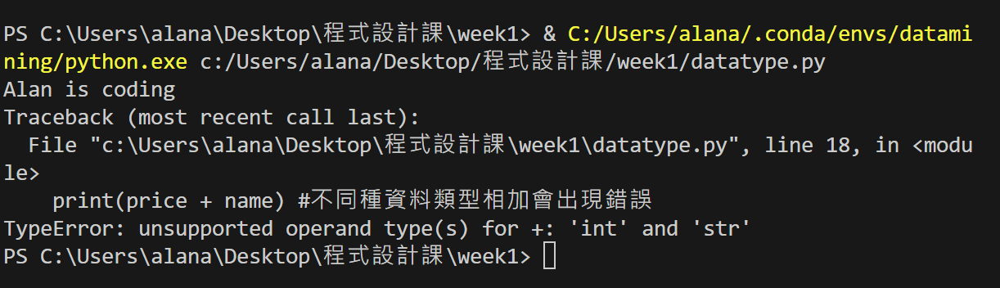 PS C:\Users\alana\Desktop\程式設計課\week1> & C:/Users/alana/.conda/envs/datami
ning/python.exe c:/Users/alana/Desktop/程式設計課/week1/datatype.py
Alan is coding
Traceback (most recent call last):
  File "c:\Users\alana\Desktop\程式設計課\week1\datatype.py", line 18, in <modu
le>
    print(price + name) #不同種資料類型相加會出現錯誤
TypeError: unsupported operand type(s) for +: 'int' and 'str'
PS C:\Users\alana\Desktop\程式設計課\week1>